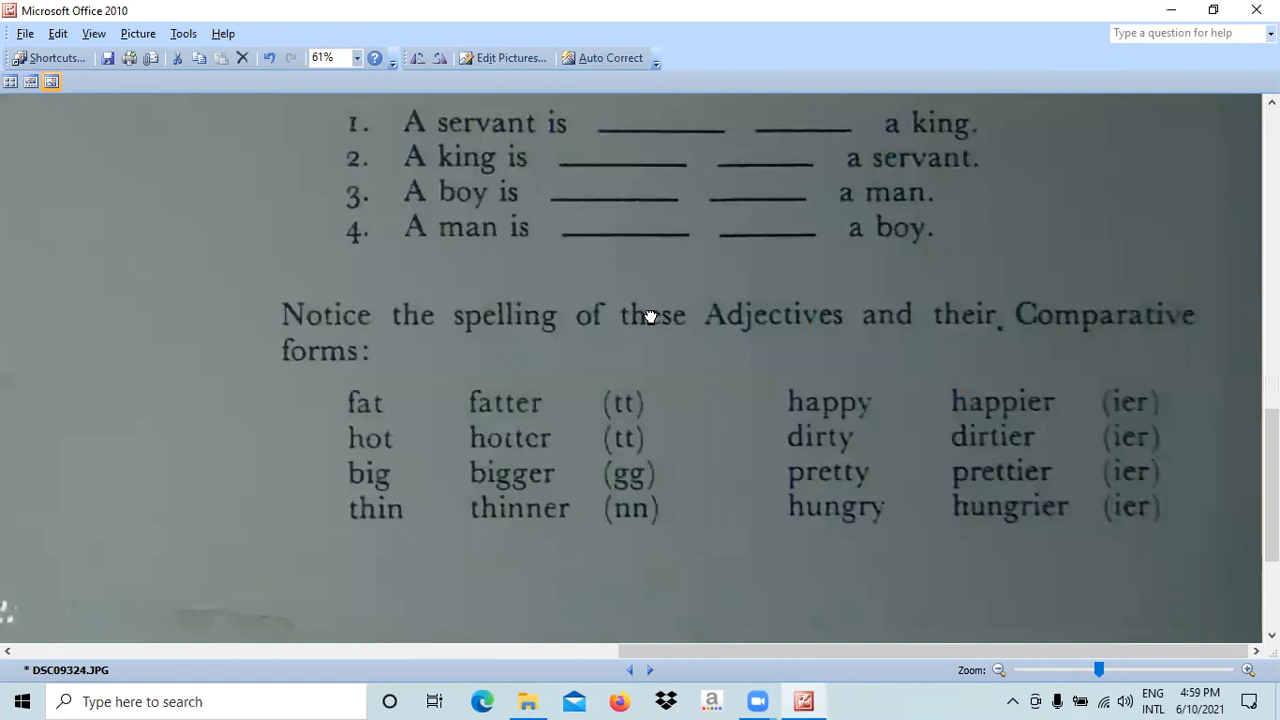 Microsoft Office 2010
File Edit View Picture Tools Help
Type a question for help
Shortcuts... 61% Edit Pictures... Auto Correct
1. A servant is ________ ______ a king.
2. A king is ________ ______ a servant.
3. A boy is ________ ______ a man.
4. A man is ________ ______ a boy.
Notice the spelling of these Adjectives and their Comparative
forms:
fat fatter (tt) happy happier (ier)
hot hotter (tt) dirty dirtier (ier)
big bigger (gg) pretty prettier (ier)
thin thinner (nn) hungry hungrier (ier)
* DSC09324.JPG
Zoom:
Type here to search
a
ENG
INTL
4:59 PM
6/10/2021